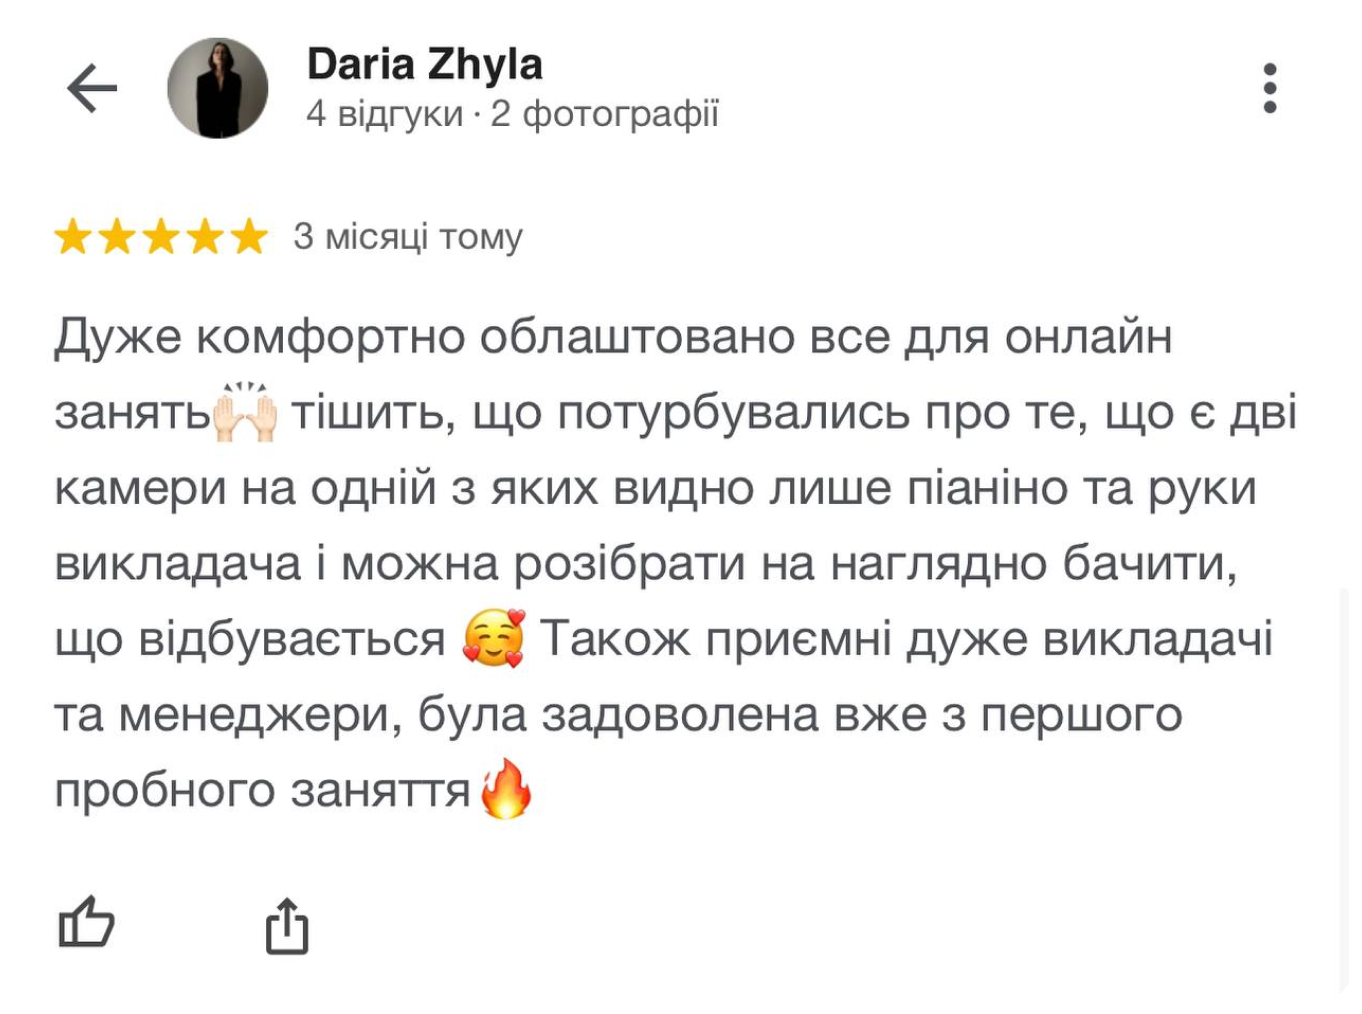 Daria Zhyla
4 відгуки · 2 фотографії
3 місяці тому
Дуже комфортно облаштовано все для онлайн
занять🙌🏻 тішить, що потурбувались про те, що є дві
камери на одній з яких видно лише піаніно та руки
викладача і можна розібрати на наглядно бачити,
що відбувається 🥰 Також приємні дуже викладачі
та менеджери, була задоволена вже з першого
пробного заняття🔥